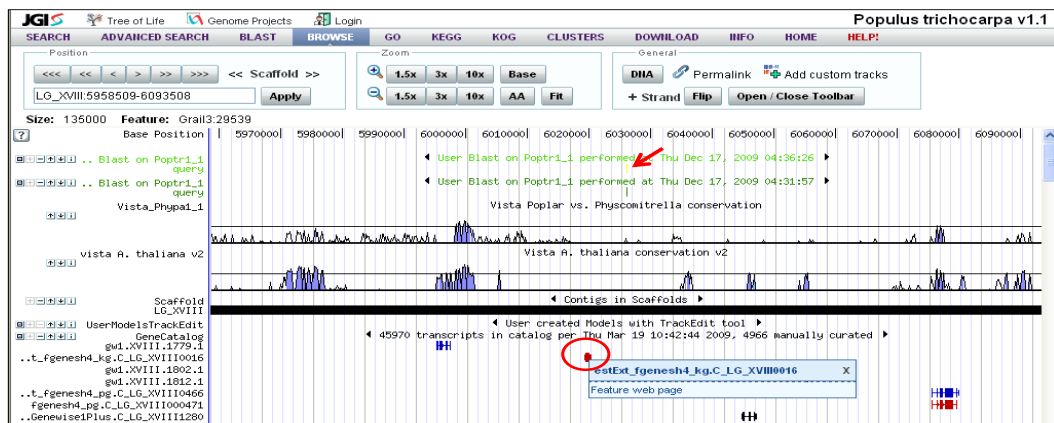 JGI Tree of Life Genome Projects Login Populus trichocarpa v1.1
SEARCH ADVANCED SEARCH BLAST BROWSE GO KEGG KOG CLUSTERS DOWNLOAD INFO HOME HELP!
Position Zoom General
<<< << < > >> >>> << Scaffold >> 1.5x 3x 10x Base DNA Permalink Add custom tracks
LG_XVIII:5958509-6093508 Apply 1.5x 3x 10x AA Fit + Strand Flip Open / Close Toolbar
Size: 135000 Feature: Grail3:29539
? Base Position 5970000| 5980000| 5990000| 6000000| 6010000| 6020000| 6030000| 6040000| 6050000| 6060000| 6070000| 6080000| 6090000|
.. Blast on Poptr1_1 User Blast on Poptr1_1 performed at Thu Dec 17, 2009 04:36:26
query
.. Blast on Poptr1_1 User Blast on Poptr1_1 performed at Thu Dec 17, 2009 04:31:57
query
Vista_Phypa1_1 Vista Poplar vs. Physcomitrella conservation
vista A. thaliana v2 Vista A. thaliana conservation v2
Scaffold Contigs in Scaffolds
LG_XVIII
UserModelsTrackEdit User created Models with TrackEdit tool
GeneCatalog 45970 transcripts in catalog per Thu Mar 19 10:42:44 2009, 4966 manually curated
gw1.XVIII.1779.1
..t_fgenesh4_kg.C_LG_XVIII0016
gw1.XVIII.1802.1 estExt_fgenesh4_kg.C_LG_XVIII0016 X
gw1.XVIII.1812.1 Feature web page
..t_fgenesh4_pg.C_LG_XVIII0466
fgenesh4_pg.C_LG_XVIII000471
..Genewise1Plus.C_LG_XVIII1280